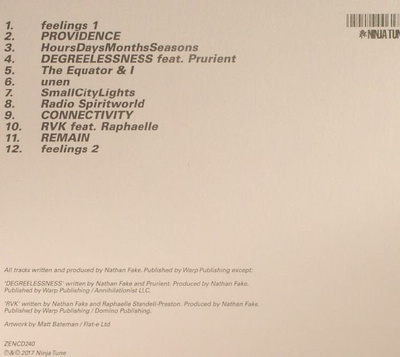 NINJA TUNE
1. feelings 1
2. PROVIDENCE
3. HoursDaysMonthsSeasons
4. DEGREELESSNESS feat. Prurient
5. The Equator & I
6. unen
7. SmallCityLights
8. Radio Spiritworld
9. CONNECTIVITY
10. RVK feat. Raphaelle
11. REMAIN
12. feelings 2
All tracks written and produced by Nathan Fake. Published by Warp Publishing except:
'DEGREELESSNESS' written by Nathan Fake and Prurient. Produced by Nathan Fake.
Published by Warp Publishing / Annihilationist LLC.
'RVK' written by Nathan Fake and Raphaelle Standell-Preston. Produced by Nathan Fake.
Published by Warp Publishing / Domino Publishing.
Artwork by Matt Bateman / Flat-e Ltd
ZENCD240
℗&© 2017 Ninja Tune